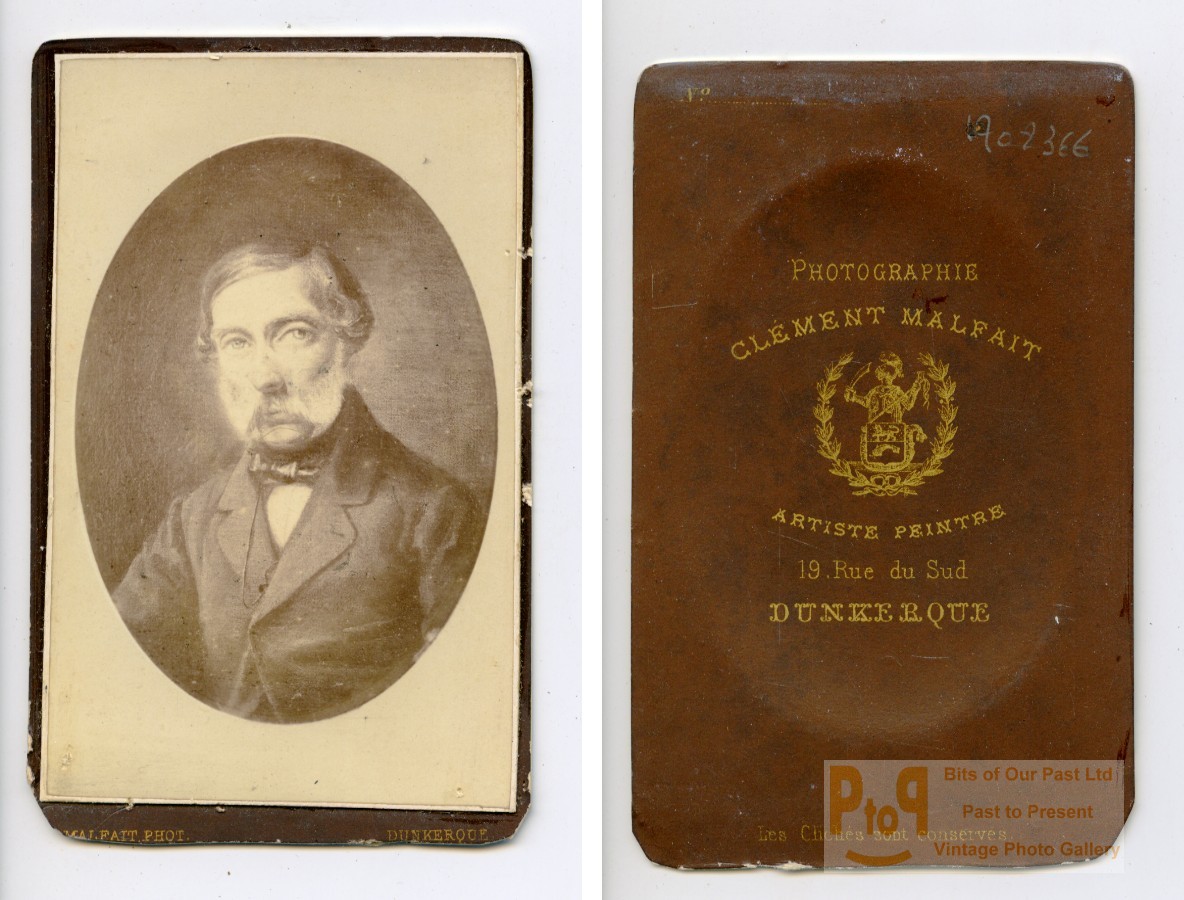 MALFAIT. PHOT. DUNKERQUE
Nº
PHOTOGRAPHIE
CLÉMENT MALFAIT
ARTISTE PEINTRE
19. Rue du Sud
DUNKERQUE
Les Clichés sont conservés.
PtoP
Bits of Our Past Ltd
Past to Present
Vintage Photo Gallery